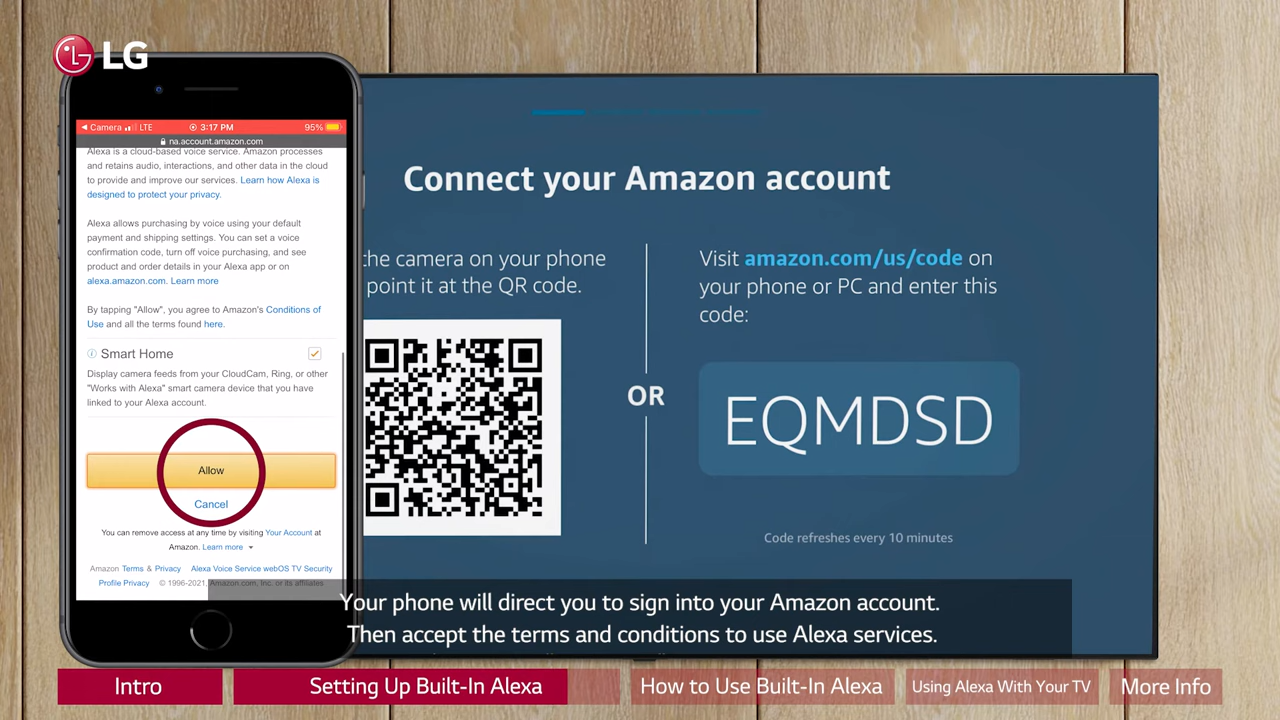 LG
Camera LTE 3:17 PM 95%
na.account.amazon.com
Alexa is a cloud-based voice service. Amazon processes
and retains audio, interactions, and other data in the cloud
to provide and improve our services. Learn how Alexa is
designed to protect your privacy.
Alexa allows purchasing by voice using your default
payment and shipping settings. You can set a voice
confirmation code, turn off voice purchasing, and see
product and order details in your Alexa app or on
alexa.amazon.com. Learn more
By tapping "Allow", you agree to Amazon's Conditions of
Use and all the terms found here.
Smart Home
Display camera feeds from your CloudCam, Ring, or other
"Works with Alexa" smart camera device that you have
linked to your Alexa account.
Allow
Cancel
You can remove access at any time by visiting Your Account at
Amazon. Learn more
Amazon Terms & Privacy Alexa Voice Service webOS TV Security
Profile Privacy © 1996-2021, Amazon.com, Inc. or its affiliates
Connect your Amazon account
the camera on your phone
point it at the QR code.
OR
Visit amazon.com/us/code on
your phone or PC and enter this
code:
EQMDSD
Code refreshes every 10 minutes
Your phone will direct you to sign into your Amazon account.
Then accept the terms and conditions to use Alexa services.
Intro Setting Up Built-In Alexa How to Use Built-In Alexa Using Alexa With Your TV More Info